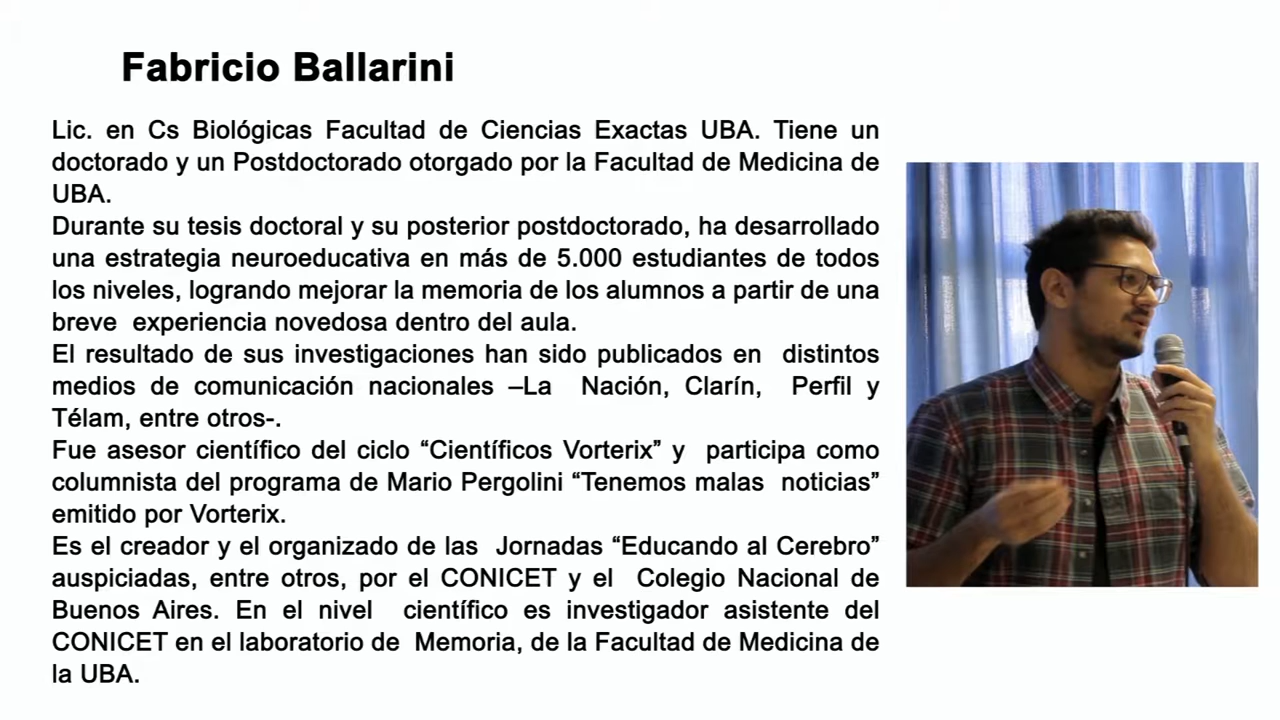 Fabricio Ballarini
Lic. en Cs Biológicas Facultad de Ciencias Exactas UBA. Tiene un
doctorado y un Postdoctorado otorgado por la Facultad de Medicina de
UBA.
Durante su tesis doctoral y su posterior postdoctorado, ha desarrollado
una estrategia neuroeducativa en más de 5.000 estudiantes de todos
los niveles, logrando mejorar la memoria de los alumnos a partir de una
breve experiencia novedosa dentro del aula.
El resultado de sus investigaciones han sido publicados en distintos
medios de comunicación nacionales –La Nación, Clarín, Perfil y
Télam, entre otros-.
Fue asesor científico del ciclo “Científicos Vorterix” y participa como
columnista del programa de Mario Pergolini “Tenemos malas noticias”
emitido por Vorterix.
Es el creador y el organizado de las Jornadas “Educando al Cerebro”
auspiciadas, entre otros, por el CONICET y el Colegio Nacional de
Buenos Aires. En el nivel científico es investigador asistente del
CONICET en el laboratorio de Memoria, de la Facultad de Medicina de
la UBA.